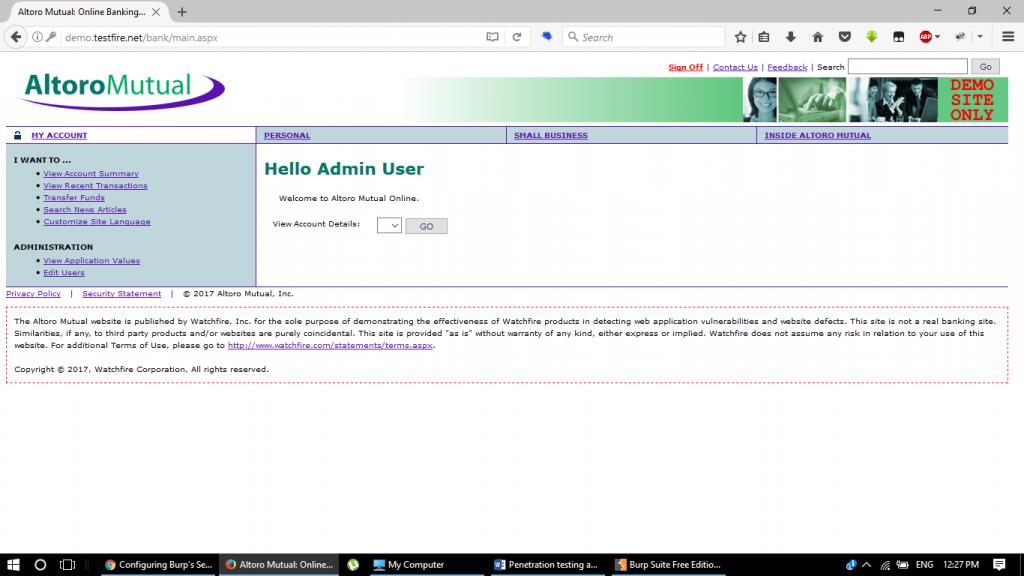 Altoro Mutual: Online Banking...
demo.testfire.net/bank/main.aspx
Search
ABP
AltoroMutual
Sign Off | Contact Us | Feedback | Search
Go
DEMO
SITE
ONLY
MY ACCOUNT
PERSONAL
SMALL BUSINESS
INSIDE ALTORO MUTUAL
I WANT TO ...
View Account Summary
View Recent Transactions
Transfer Funds
Search News Articles
Customize Site Language
ADMINISTRATION
View Application Values
Edit Users
Hello Admin User
Welcome to Altoro Mutual Online.
View Account Details:
GO
Privacy Policy | Security Statement | © 2017 Altoro Mutual, Inc.
The Altoro Mutual website is published by Watchfire, Inc. for the sole purpose of demonstrating the effectiveness of Watchfire products in detecting web application vulnerabilities and website defects. This site is not a real banking site.
Similarities, if any, to third party products and/or websites are purely coincidental. This site is provided "as is" without warranty of any kind, either express or implied. Watchfire does not assume any risk in relation to your use of this
website. For additional Terms of Use, please go to http://www.watchfire.com/statements/terms.aspx.
Copyright © 2017, Watchfire Corporation, All rights reserved.
Configuring Burp's Se...
Altoro Mutual: Online...
My Computer
Penetration testing a...
Burp Suite Free Editio...
ENG
12:27 PM